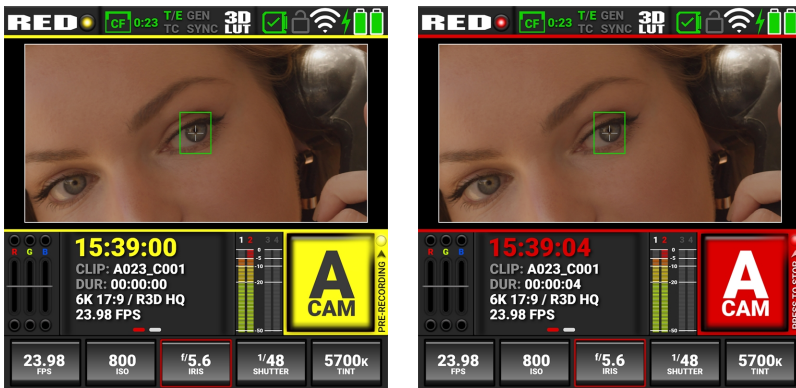 RED
CF 0:23 T/E GEN 3D
TC SYNC LUT
R G B
15:39:00
CLIP: A023_C001
DUR: 00:00:00
6K 17:9 / R3D HQ
23.98 FPS
1 2 3 4
0
-5
-10
-20
-50
A
CAM
PRE-RECORDING
23.98
FPS
800
ISO
f/5.6
IRIS
1/48
SHUTTER
5700K
TINT
RED
CF 0:23 T/E GEN 3D
TC SYNC LUT
R G B
15:39:04
CLIP: A023_C001
DUR: 00:00:04
6K 17:9 / R3D HQ
23.98 FPS
1 2 3 4
0
-5
-10
-20
-50
A
CAM
PRESS TO STOP
23.98
FPS
800
ISO
f/5.6
IRIS
1/48
SHUTTER
5700K
TINT